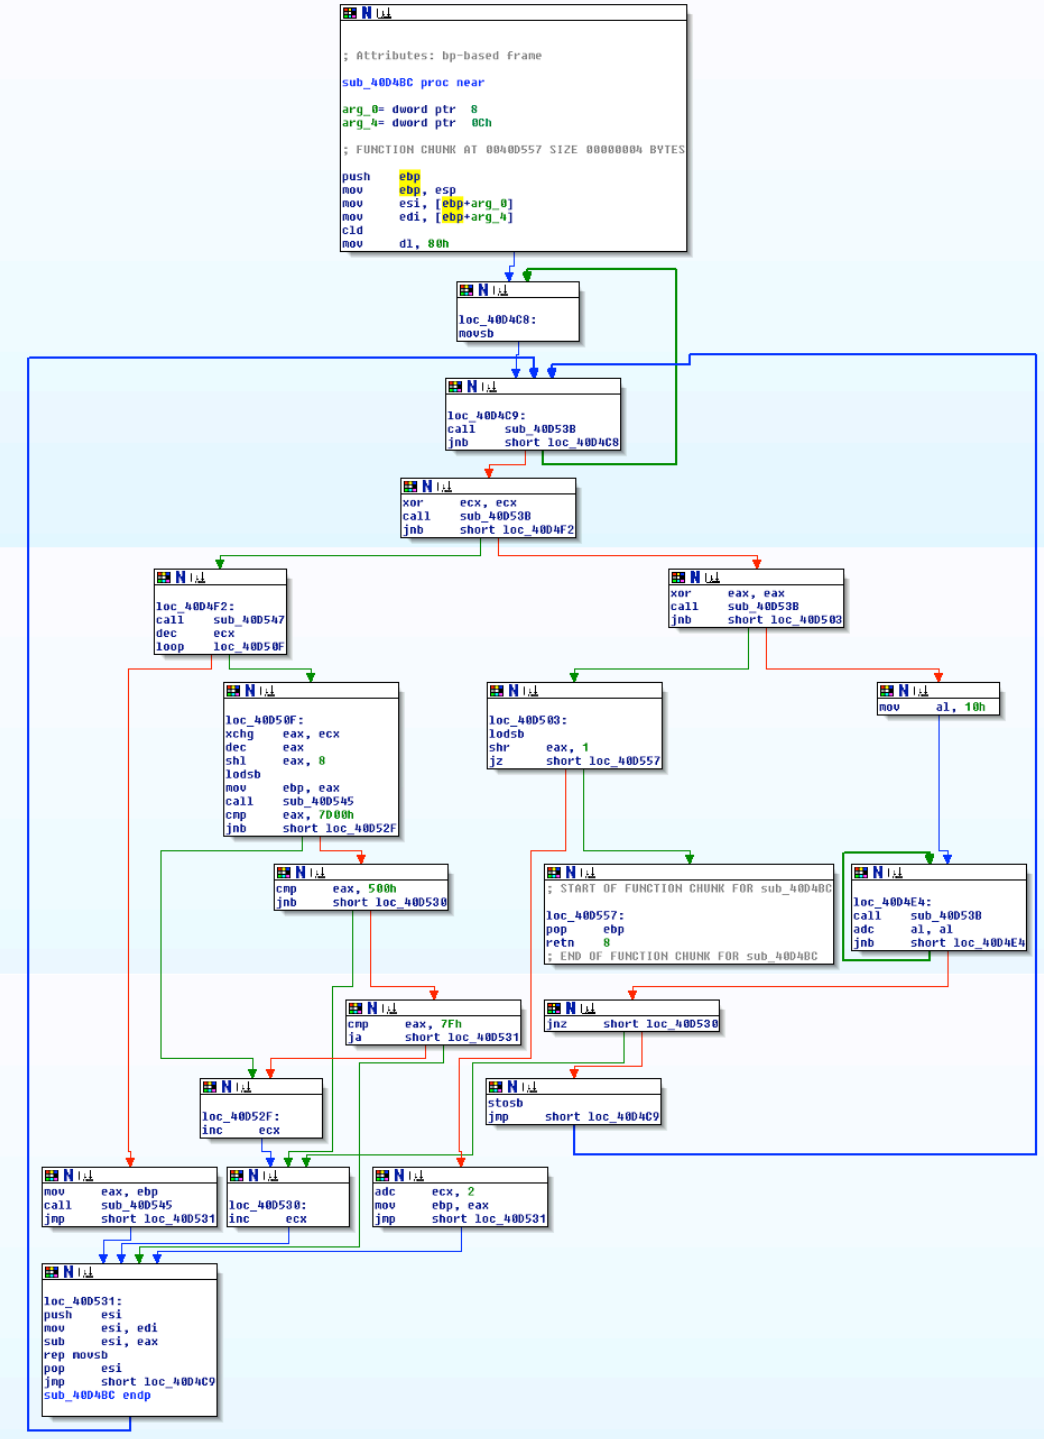 ; Attributes: bp-based frame
sub_40D4BC proc near
arg_0= dword ptr  8
arg_4= dword ptr  0Ch
; FUNCTION CHUNK AT 0040D557 SIZE 00000004 BYTES
push    ebp
mov     ebp, esp
mov     esi, [ebp+arg_0]
mov     edi, [ebp+arg_4]
cld
mov     dl, 80h
loc_40D4C8:
movsb
loc_40D4C9:
call    sub_40D53B
jnb     short loc_40D4C8
xor     ecx, ecx
call    sub_40D53B
jnb     short loc_40D4F2
loc_40D4F2:
call    sub_40D547
dec     ecx
loop    loc_40D50F
xor     eax, eax
call    sub_40D53B
jnb     short loc_40D503
loc_40D50F:
xchg    eax, ecx
dec     eax
shl     eax, 8
lodsb
mov     ebp, eax
call    sub_40D545
cmp     eax, 7D00h
jnb     short loc_40D52F
loc_40D503:
lodsb
shr     eax, 1
jz      short loc_40D557
mov     al, 10h
cmp     eax, 500h
jnb     short loc_40D530
; START OF FUNCTION CHUNK FOR sub_40D4BC
loc_40D557:
pop     ebp
retn    8
; END OF FUNCTION CHUNK FOR sub_40D4BC
loc_40D4E4:
call    sub_40D53B
adc     al, al
jnb     short loc_40D4E4
cmp     eax, 7Fh
ja      short loc_40D531
jnz     short loc_40D530
loc_40D52F:
inc     ecx
stosb
jmp     short loc_40D4C9
mov     eax, ebp
call    sub_40D545
jmp     short loc_40D531
loc_40D530:
inc     ecx
adc     ecx, 2
mov     ebp, eax
jmp     short loc_40D531
loc_40D531:
push    esi
mov     esi, edi
sub     esi, eax
rep movsb
pop     esi
jmp     short loc_40D4C9
sub_40D4BC endp